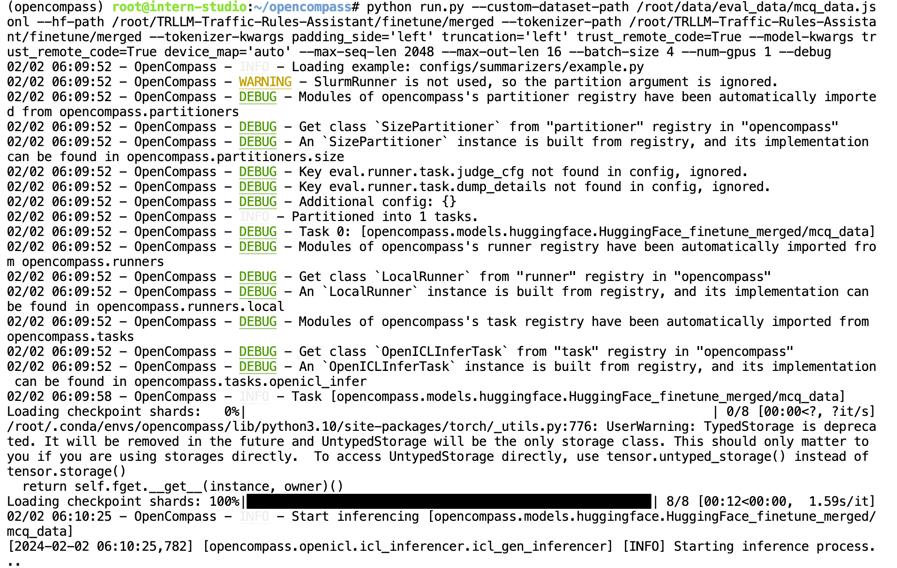 (opencompass) root@intern-studio:~/opencompass# python run.py --custom-dataset-path /root/data/eval_data/mcq_data.js
onl --hf-path /root/TRLLM-Traffic-Rules-Assistant/finetune/merged --tokenizer-path /root/TRLLM-Traffic-Rules-Assista
nt/finetune/merged --tokenizer-kwargs padding_side='left' truncation='left' trust_remote_code=True --model-kwargs tr
ust_remote_code=True device_map='auto' --max-seq-len 2048 --max-out-len 16 --batch-size 4 --num-gpus 1 --debug
02/02 06:09:52 - OpenCompass - INFO - Loading example: configs/summarizers/example.py
02/02 06:09:52 - OpenCompass - WARNING - SlurmRunner is not used, so the partition argument is ignored.
02/02 06:09:52 - OpenCompass - DEBUG - Modules of opencompass's partitioner registry have been automatically importe
d from opencompass.partitioners
02/02 06:09:52 - OpenCompass - DEBUG - Get class `SizePartitioner` from "partitioner" registry in "opencompass"
02/02 06:09:52 - OpenCompass - DEBUG - An `SizePartitioner` instance is built from registry, and its implementation
can be found in opencompass.partitioners.size
02/02 06:09:52 - OpenCompass - DEBUG - Key eval.runner.task.judge_cfg not found in config, ignored.
02/02 06:09:52 - OpenCompass - DEBUG - Key eval.runner.task.dump_details not found in config, ignored.
02/02 06:09:52 - OpenCompass - DEBUG - Additional config: {}
02/02 06:09:52 - OpenCompass - INFO - Partitioned into 1 tasks.
02/02 06:09:52 - OpenCompass - DEBUG - Task 0: [opencompass.models.huggingface.HuggingFace_finetune_merged/mcq_data]
02/02 06:09:52 - OpenCompass - DEBUG - Modules of opencompass's runner registry have been automatically imported fro
m opencompass.runners
02/02 06:09:52 - OpenCompass - DEBUG - Get class `LocalRunner` from "runner" registry in "opencompass"
02/02 06:09:52 - OpenCompass - DEBUG - An `LocalRunner` instance is built from registry, and its implementation can
be found in opencompass.runners.local
02/02 06:09:52 - OpenCompass - DEBUG - Modules of opencompass's task registry have been automatically imported from
opencompass.tasks
02/02 06:09:52 - OpenCompass - DEBUG - Get class `OpenICLInferTask` from "task" registry in "opencompass"
02/02 06:09:52 - OpenCompass - DEBUG - An `OpenICLInferTask` instance is built from registry, and its implementation
can be found in opencompass.tasks.openicl_infer
02/02 06:09:58 - OpenCompass - INFO - Task [opencompass.models.huggingface.HuggingFace_finetune_merged/mcq_data]
Loading checkpoint shards:   0%|                                                              | 0/8 [00:00<?, ?it/s]
/root/.conda/envs/opencompass/lib/python3.10/site-packages/torch/_utils.py:776: UserWarning: TypedStorage is depreca
ted. It will be removed in the future and UntypedStorage will be the only storage class. This should only matter to
you if you are using storages directly.  To access UntypedStorage directly, use tensor.untyped_storage() instead of
tensor.storage()
  return self.fget.__get__(instance, owner)()
Loading checkpoint shards: 100%|██████████████████████████████████████████████████████| 8/8 [00:12<00:00,  1.59s/it]
02/02 06:10:25 - OpenCompass - INFO - Start inferencing [opencompass.models.huggingface.HuggingFace_finetune_merged/
mcq_data]
[2024-02-02 06:10:25,782] [opencompass.openicl.icl_inferencer.icl_gen_inferencer] [INFO] Starting inference process.
..